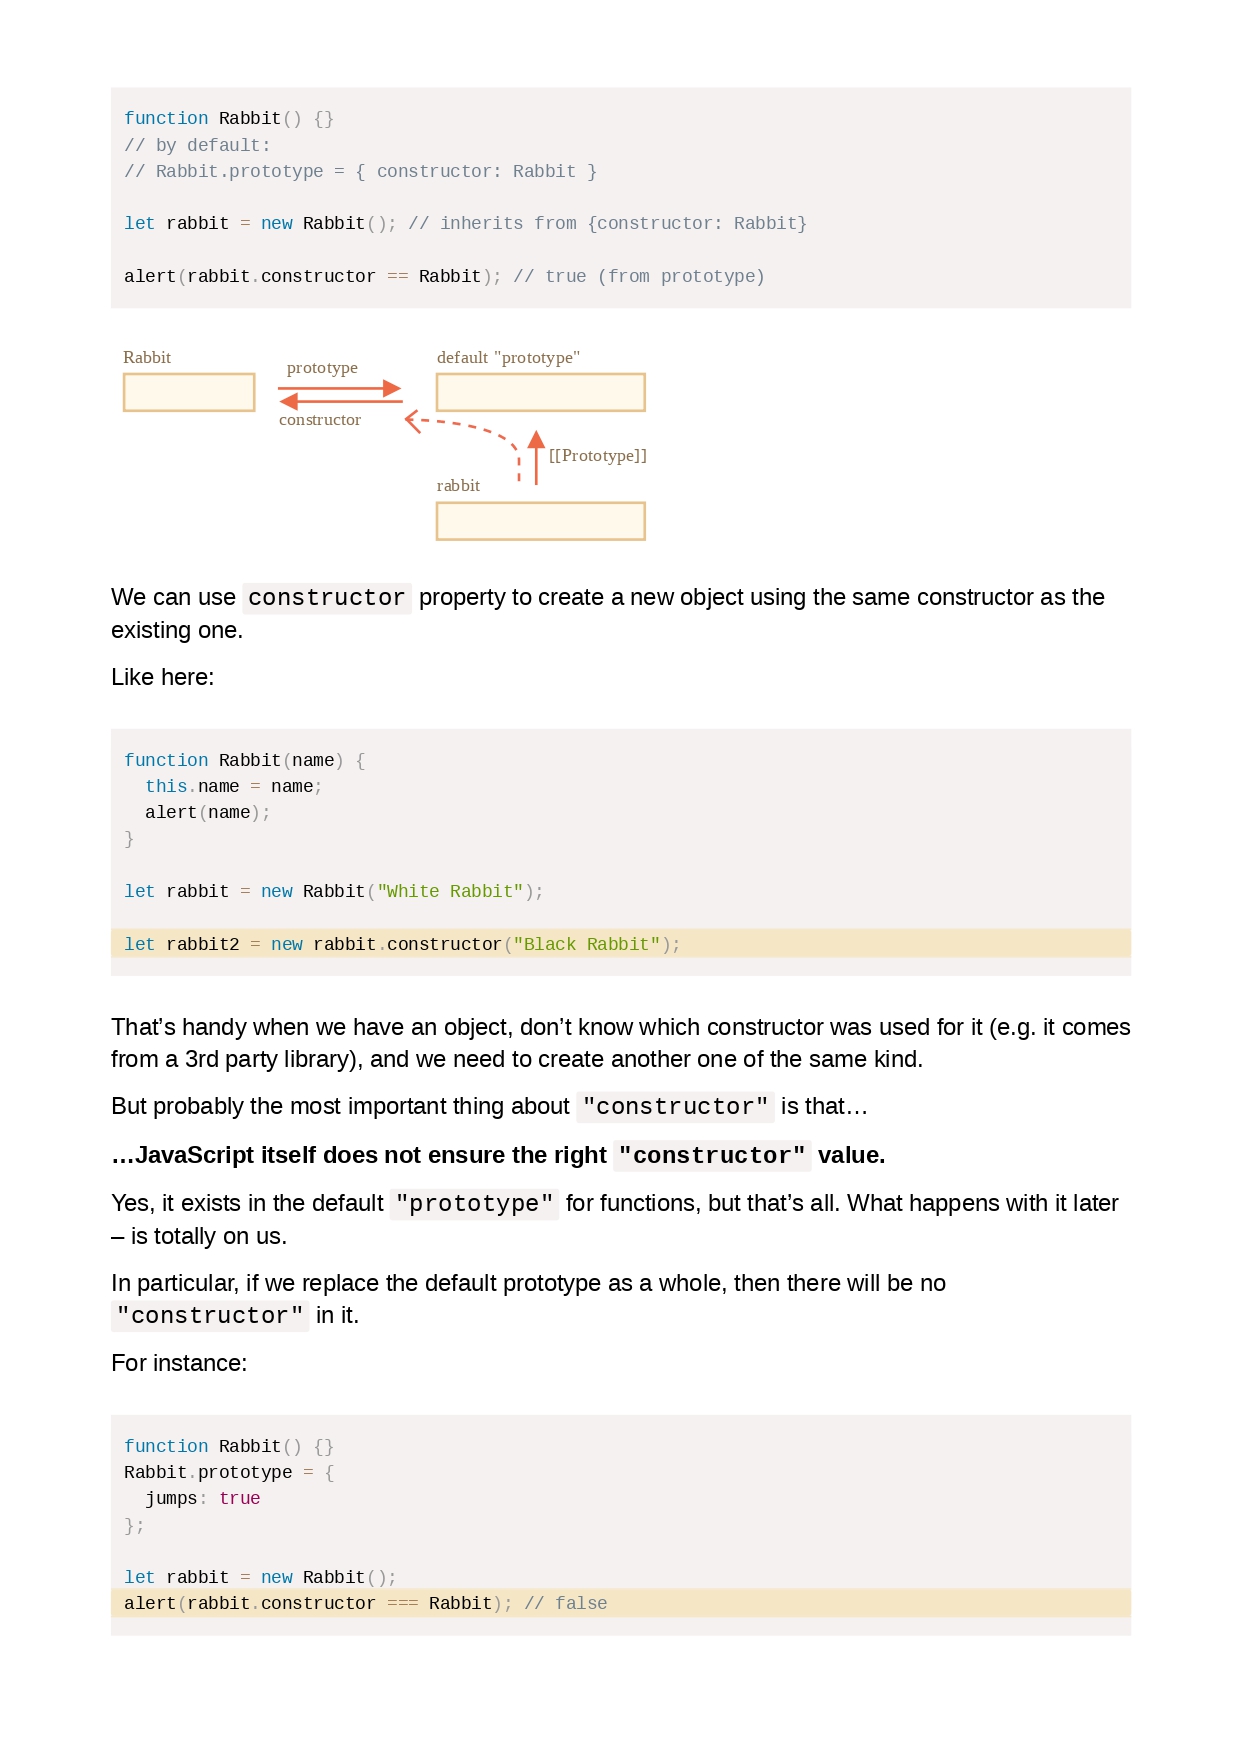 function Rabbit() {}
// by default:
// Rabbit.prototype = { constructor: Rabbit }
let rabbit = new Rabbit(); // inherits from {constructor: Rabbit}
alert(rabbit.constructor == Rabbit); // true (from prototype)
Rabbit
prototype
constructor
default "prototype"
[[Prototype]]
rabbit
We can use constructor property to create a new object using the same constructor as the
existing one.
Like here:
function Rabbit(name) {
  this.name = name;
  alert(name);
}
let rabbit = new Rabbit("White Rabbit");
let rabbit2 = new rabbit.constructor("Black Rabbit");
That’s handy when we have an object, don’t know which constructor was used for it (e.g. it comes
from a 3rd party library), and we need to create another one of the same kind.
But probably the most important thing about "constructor" is that…
…JavaScript itself does not ensure the right "constructor" value.
Yes, it exists in the default "prototype" for functions, but that’s all. What happens with it later
– is totally on us.
In particular, if we replace the default prototype as a whole, then there will be no
"constructor" in it.
For instance:
function Rabbit() {}
Rabbit.prototype = {
  jumps: true
};
let rabbit = new Rabbit();
alert(rabbit.constructor === Rabbit); // false